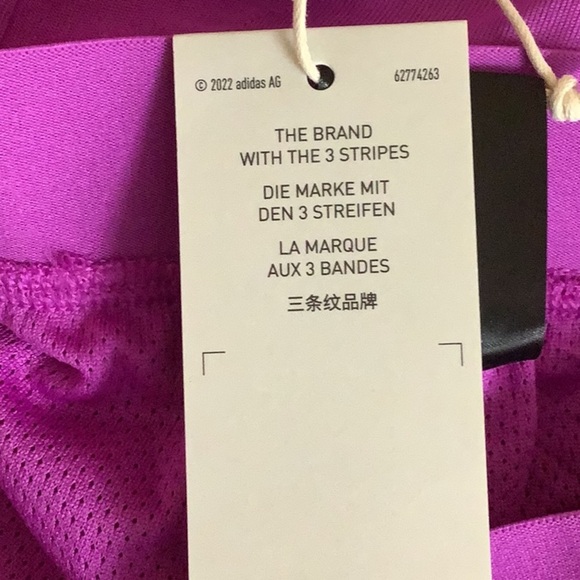 © 2022 adidas AG 62774263
THE BRAND
WITH THE 3 STRIPES
DIE MARKE MIT
DEN 3 STREIFEN
LA MARQUE
AUX 3 BANDES
三条纹品牌